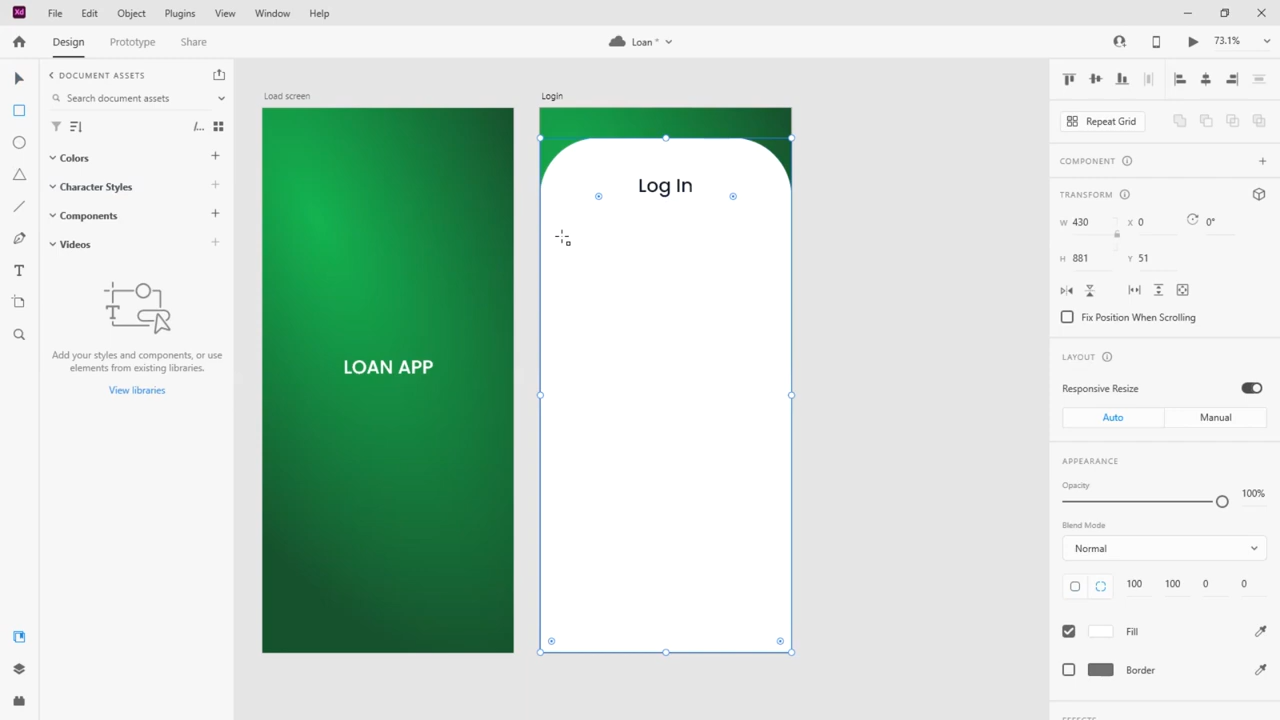 Xd File Edit Object Plugins View Window Help
Design Prototype Share Loan * 73.1%
DOCUMENT ASSETS
Search document assets
Colors
Character Styles
Components
Videos
Add your styles and components, or use
elements from existing libraries.
View libraries
Load screen
LOAN APP
Login
Log In
Repeat Grid
COMPONENT
TRANSFORM
W 430 X 0 0°
H 881 Y 51
Fix Position When Scrolling
LAYOUT
Responsive Resize
Auto Manual
APPEARANCE
Opacity
100%
Blend Mode
Normal
100 100 0 0
Fill
Border